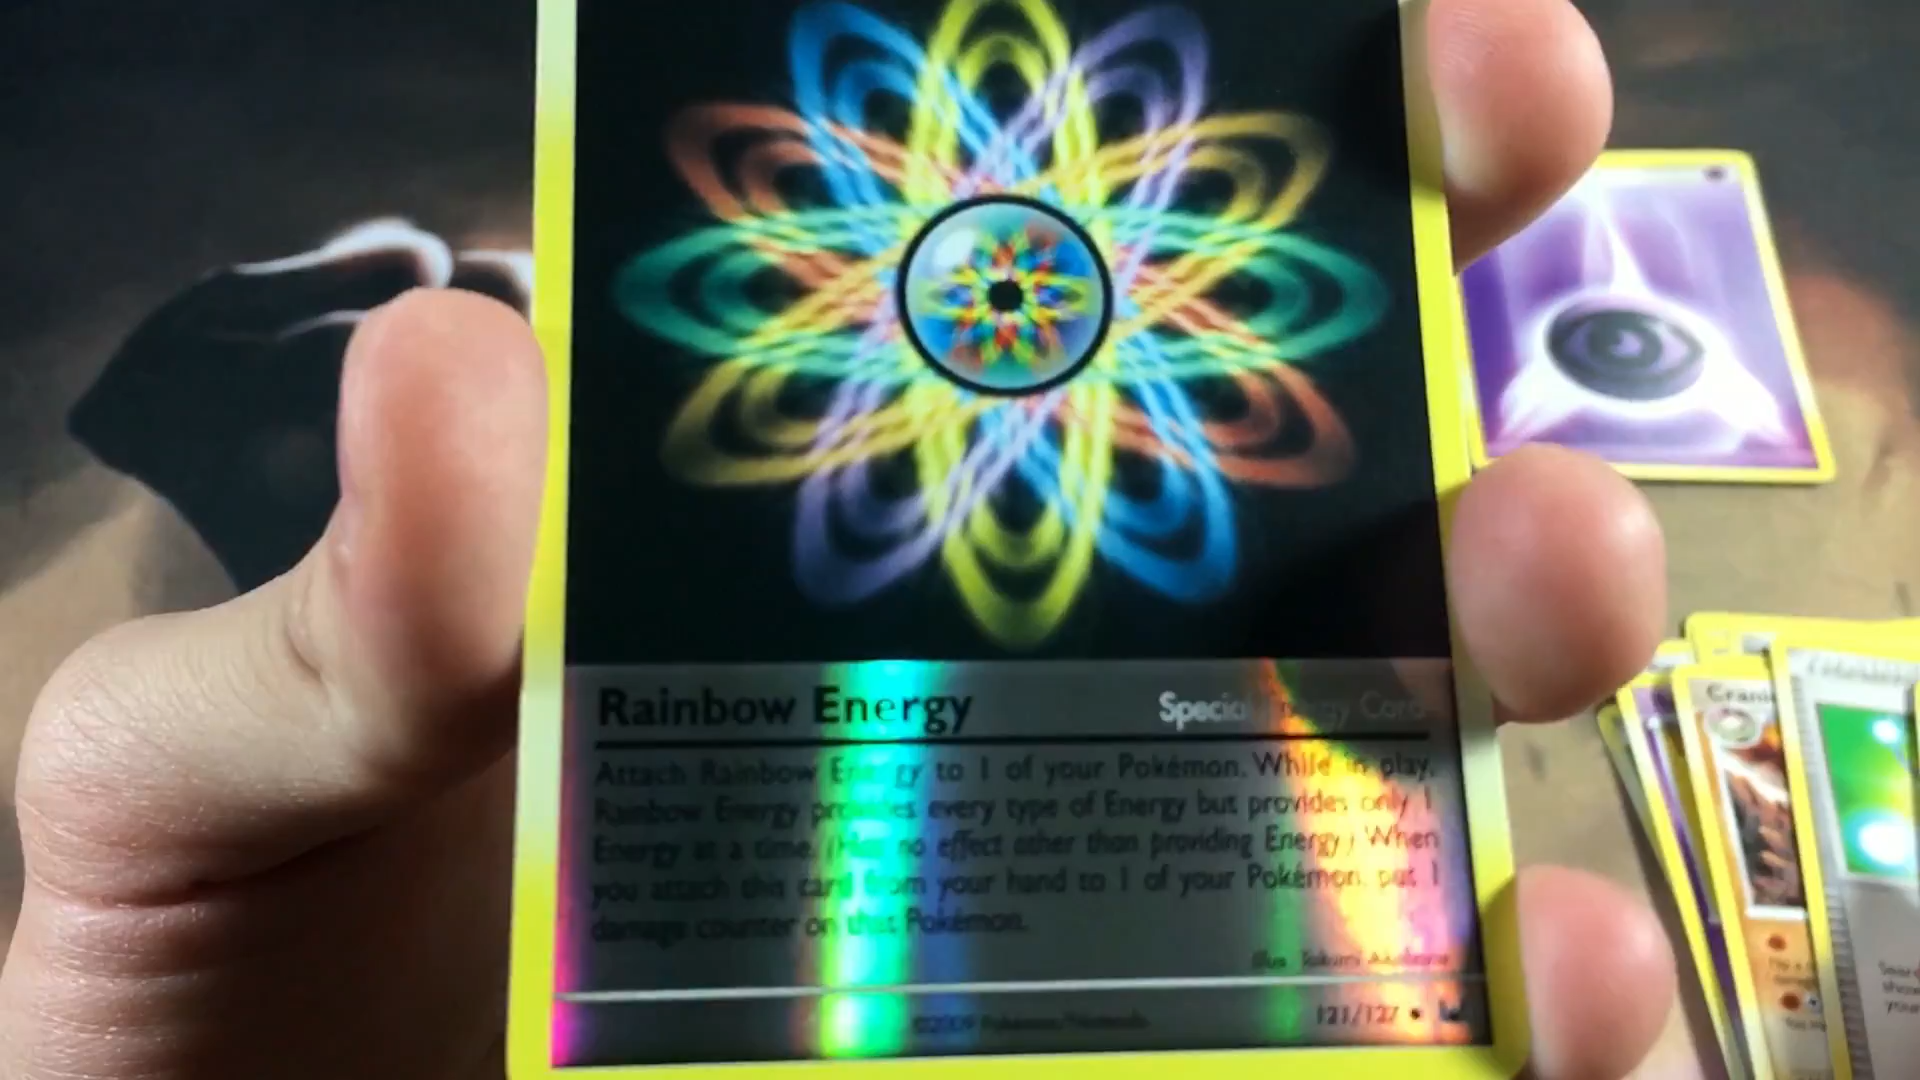 Rainbow Energy
Special Energy Card
Attach Rainbow Energy to 1 of your Pokémon. While in play,
Rainbow Energy provides every type of Energy but provides only 1
Energy at a time. (Has no effect other than providing Energy.) When
you attach this card from your hand to 1 of your Pokémon, put 1
damage counter on that Pokémon.
Illus.
©2009 Pokémon/Nintendo
121/127
Crani